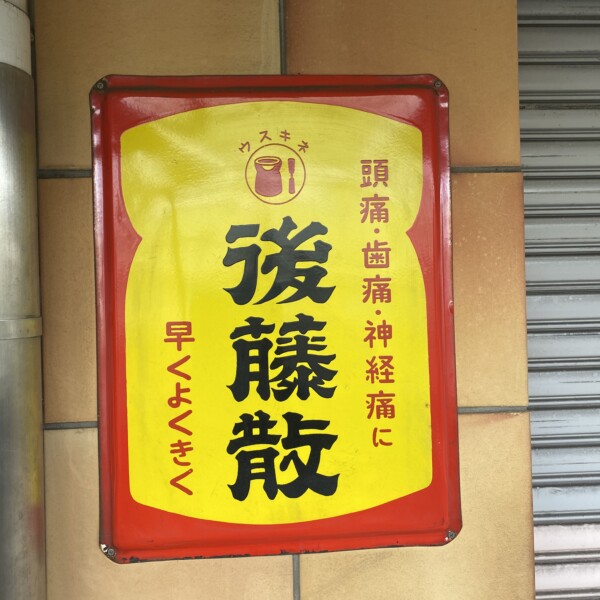 ウスキネ
頭痛・歯痛・神経痛に
後藤散
早くよくきく